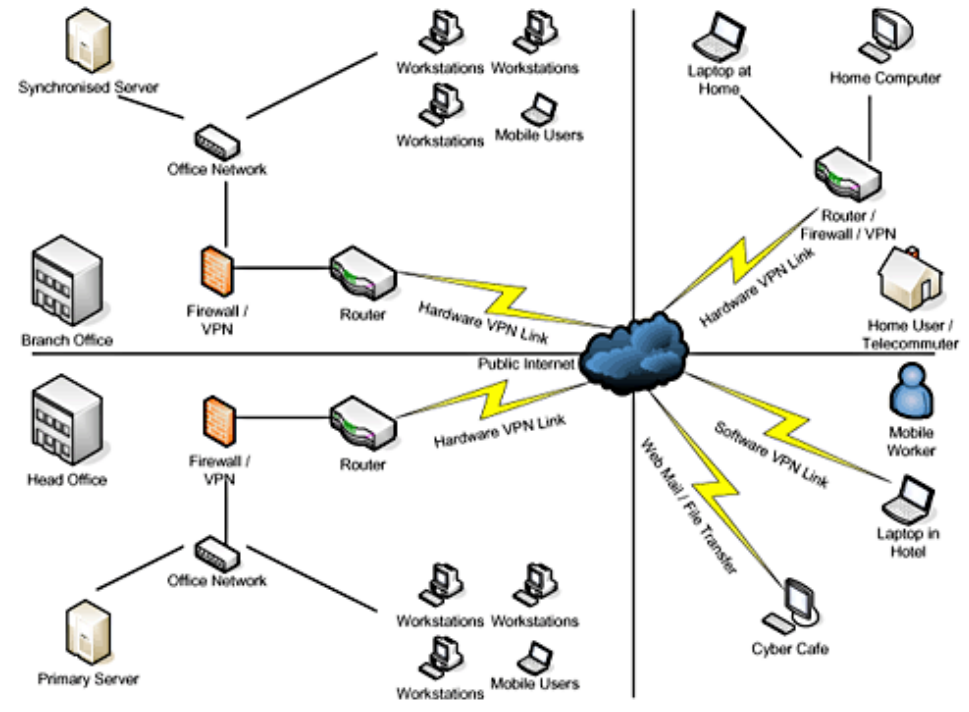 Synchronised Server
Workstations Workstations
Workstations
Mobile Users
Office Network
Firewall /
VPN
Router
Hardware VPN Link
Branch Office
Laptop at
Home
Home Computer
Router /
Firewall / VPN
Hardware VPN Link
Home User /
Telecommuter
Public Internet
Head Office
Firewall /
VPN
Router
Hardware VPN Link
Office Network
Primary Server
Workstations Workstations
Workstations
Mobile Users
Mobile
Worker
Software VPN Link
Laptop in
Hotel
Web Mail / File Transfer
Cyber Cafe